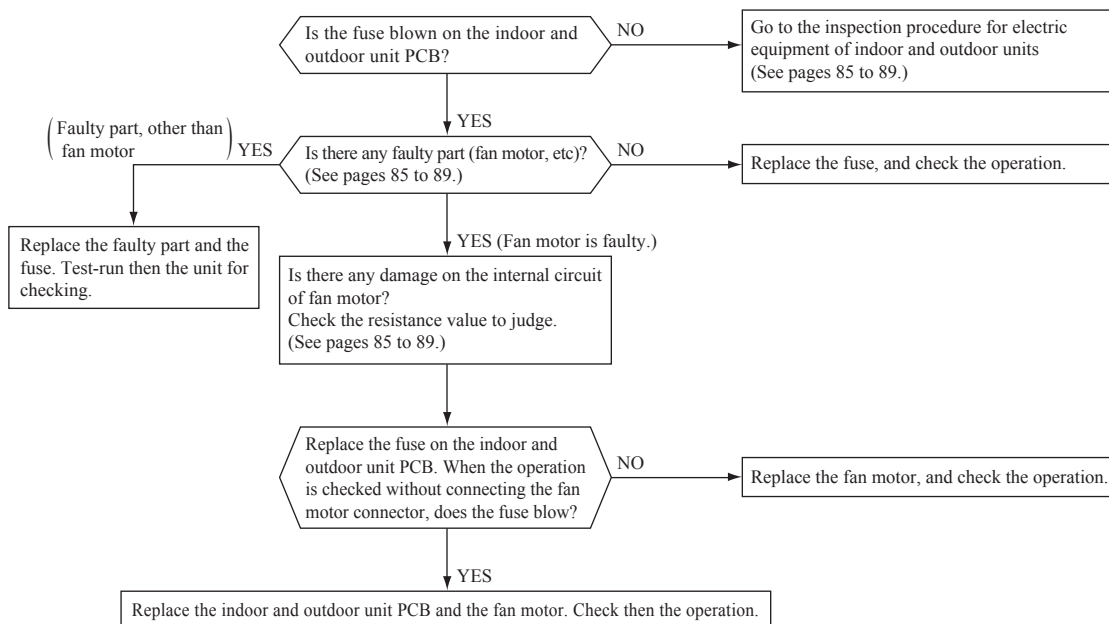 Is the fuse blown on the indoor and
outdoor unit PCB?
NO
Go to the inspection procedure for electric
equipment of indoor and outdoor units
(See pages 85 to 89.)
YES
(Faulty part, other than
fan motor)
YES
Is there any faulty part (fan motor, etc)?
(See pages 85 to 89.)
NO
Replace the fuse, and check the operation.
Replace the faulty part and the
fuse. Test-run then the unit for
checking.
YES (Fan motor is faulty.)
Is there any damage on the internal circuit
of fan motor?
Check the resistance value to judge.
(See pages 85 to 89.)
Replace the fuse on the indoor and
outdoor unit PCB. When the operation
is checked without connecting the fan
motor connector, does the fuse blow?
NO
Replace the fan motor, and check the operation.
YES
Replace the indoor and outdoor unit PCB and the fan motor. Check then the operation.